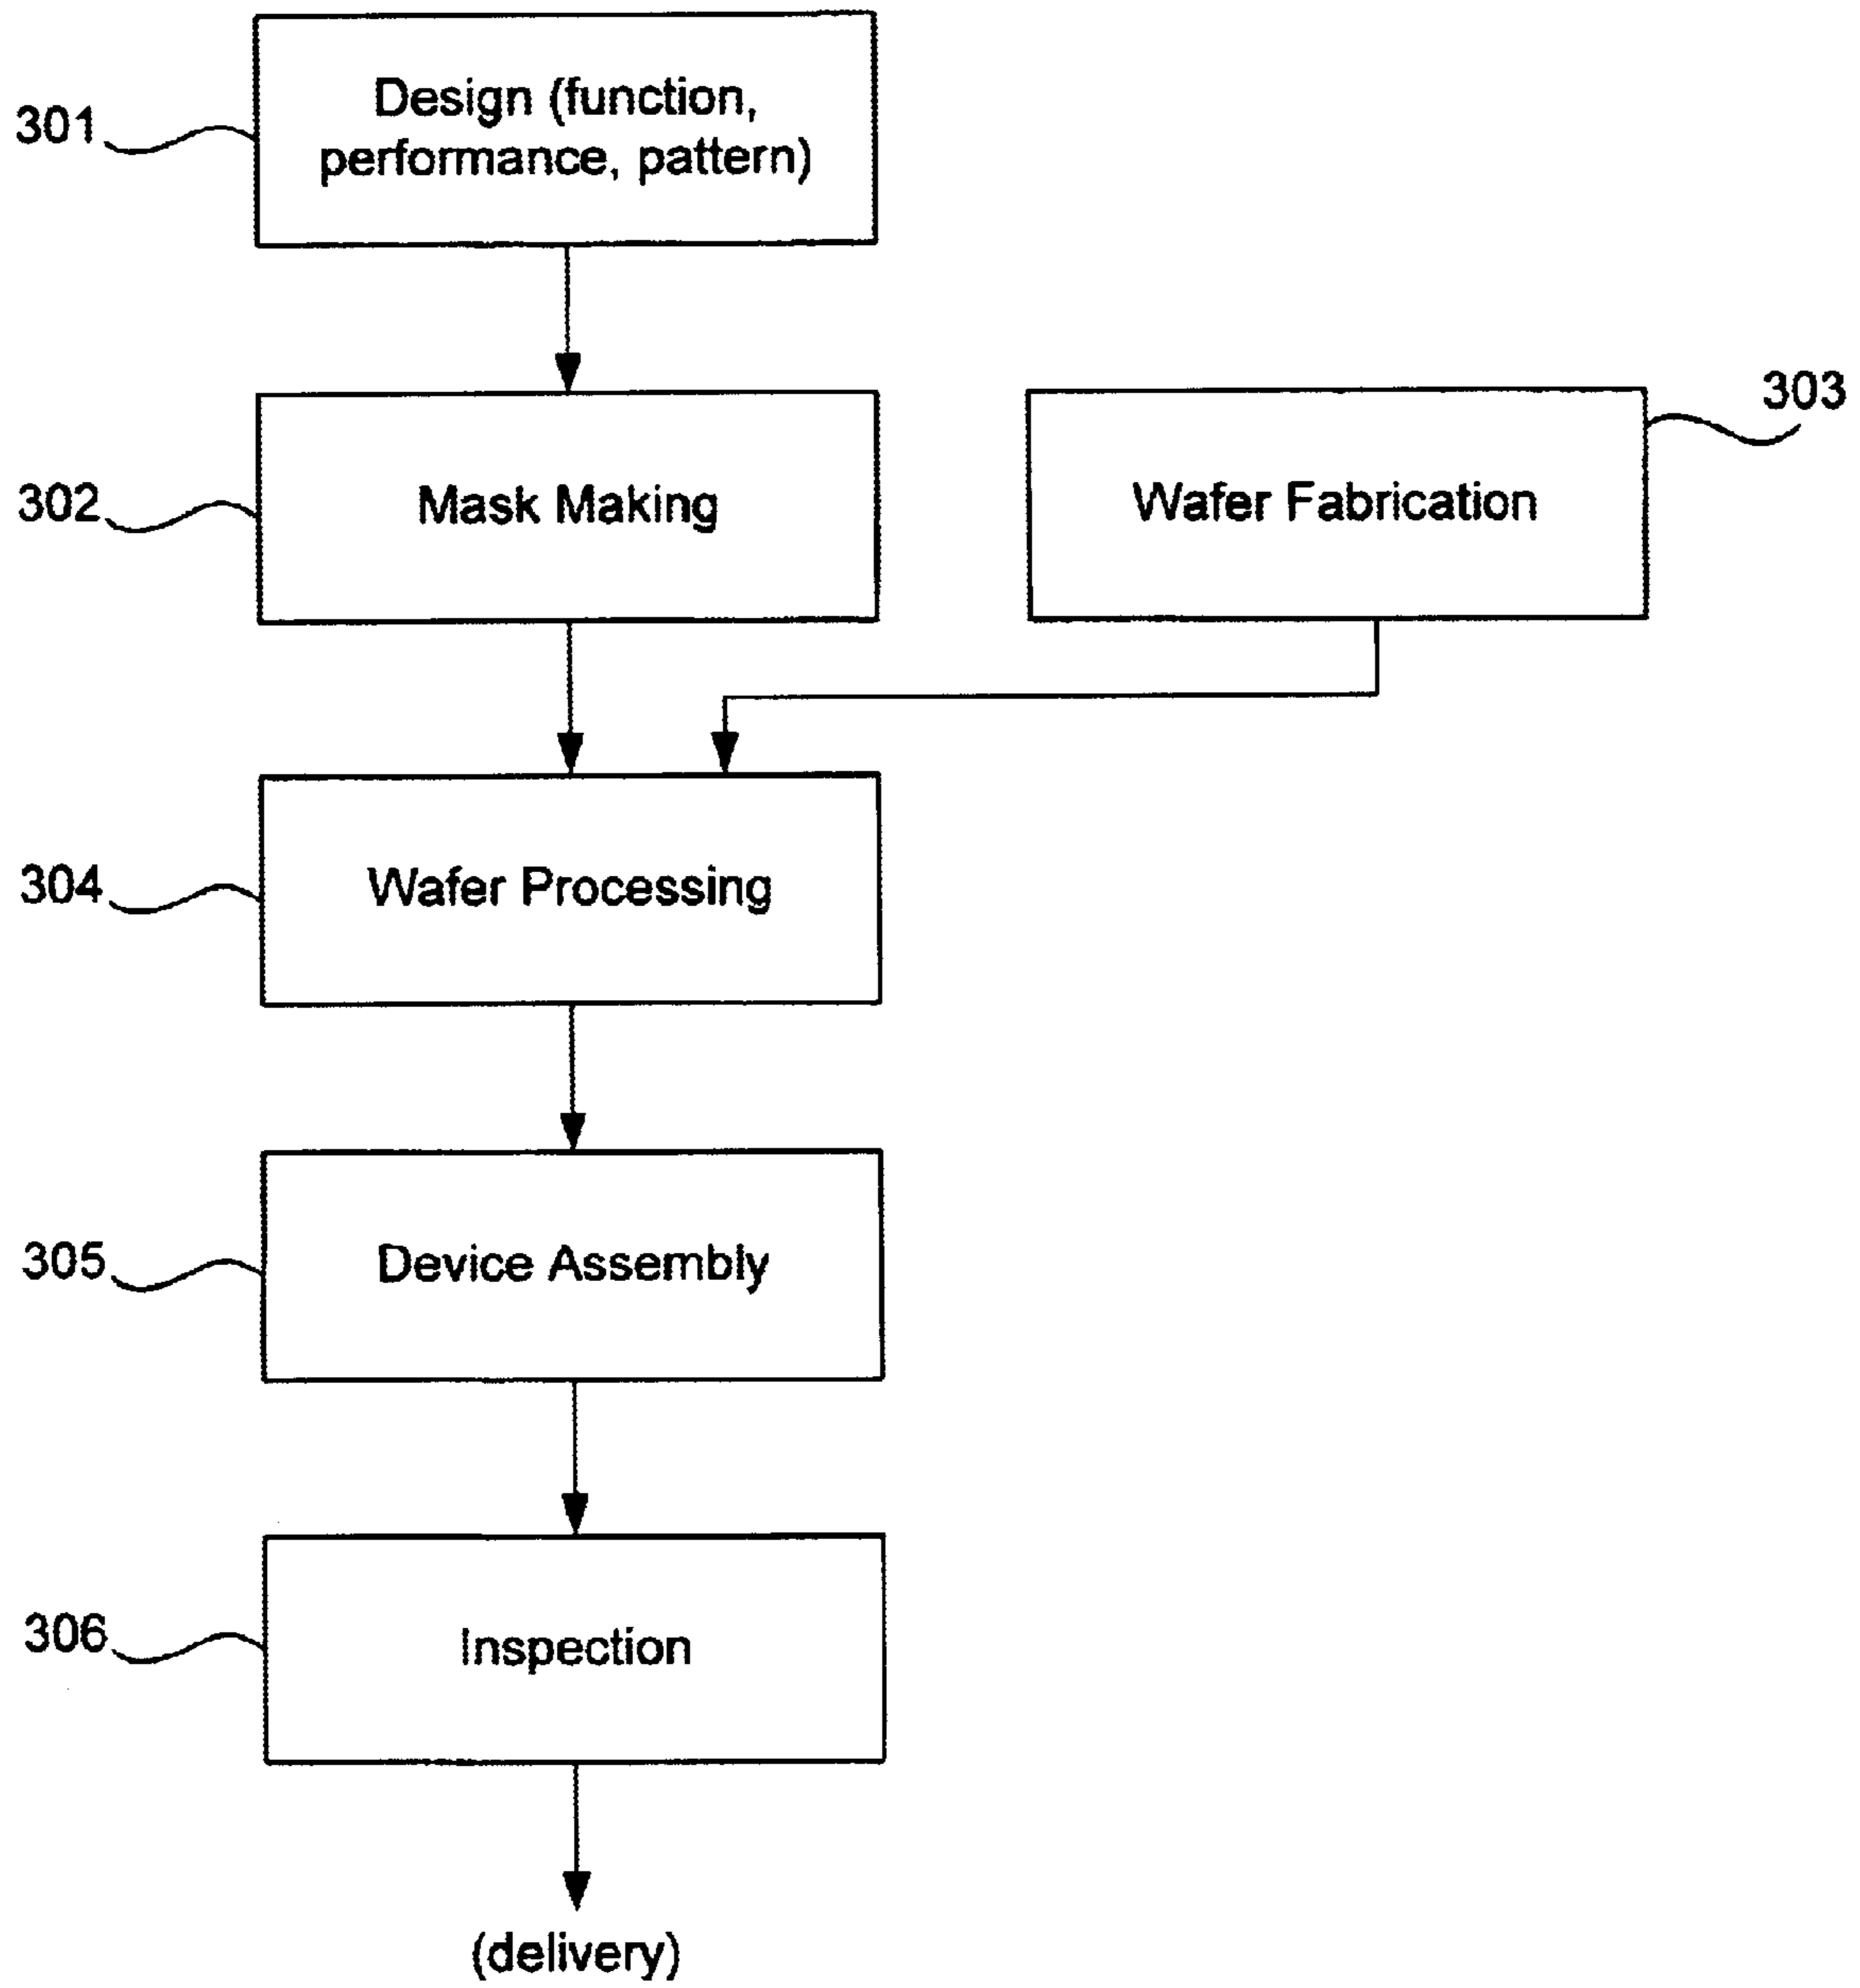 301
Design (function,
performance, pattern)
302
Mask Making
303
Wafer Fabrication
304
Wafer Processing
305
Device Assembly
306
Inspection
(delivery)